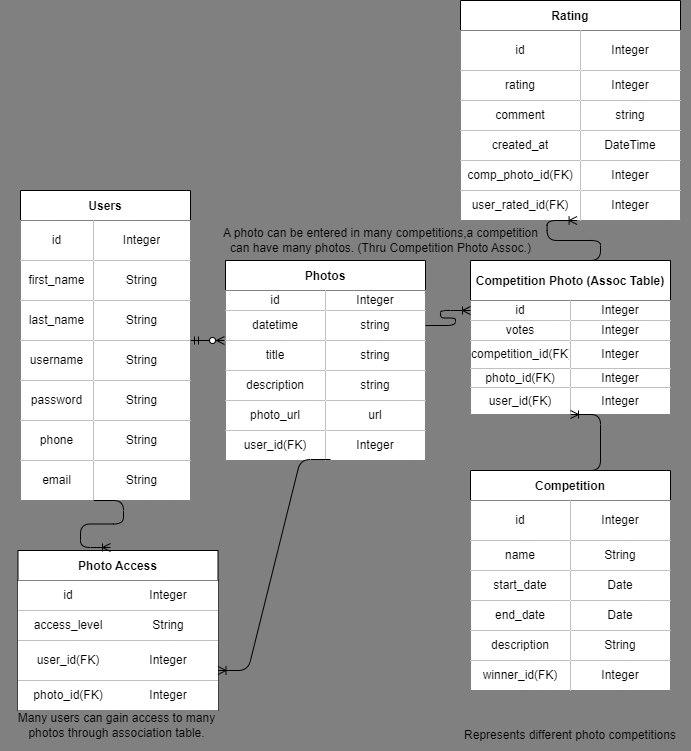 Rating
id Integer
rating Integer
comment string
created_at DateTime
comp_photo_id(FK) Integer
user_rated_id(FK) Integer
Users
id Integer
first_name String
last_name String
username String
password String
phone String
email String
A photo can be entered in many competitions,a competition
can have many photos. (Thru Competition Photo Assoc.)
Photos
id Integer
datetime string
title string
description string
photo_url url
user_id(FK) Integer
Competition Photo (Assoc Table)
id Integer
votes Integer
competition_id(FK Integer
photo_id(FK) Integer
user_id(FK) Integer
Competition
id Integer
name String
start_date Date
end_date Date
description String
winner_id(FK) Integer
Photo Access
id Integer
access_level String
user_id(FK) Integer
photo_id(FK) Integer
Many users can gain access to many
photos through association table.
Represents different photo competitions